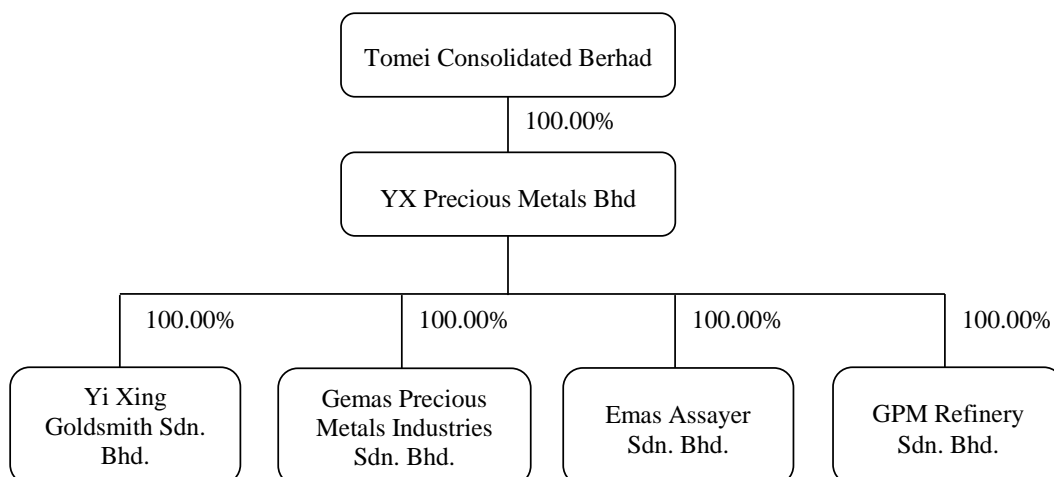 Tomei Consolidated Berhad
100.00%
YX Precious Metals Bhd
100.00%
100.00%
100.00%
100.00%
Yi Xing
Goldsmith Sdn.
Bhd.
Gemas Precious
Metals Industries
Sdn. Bhd.
Emas Assayer
Sdn. Bhd.
GPM Refinery
Sdn. Bhd.